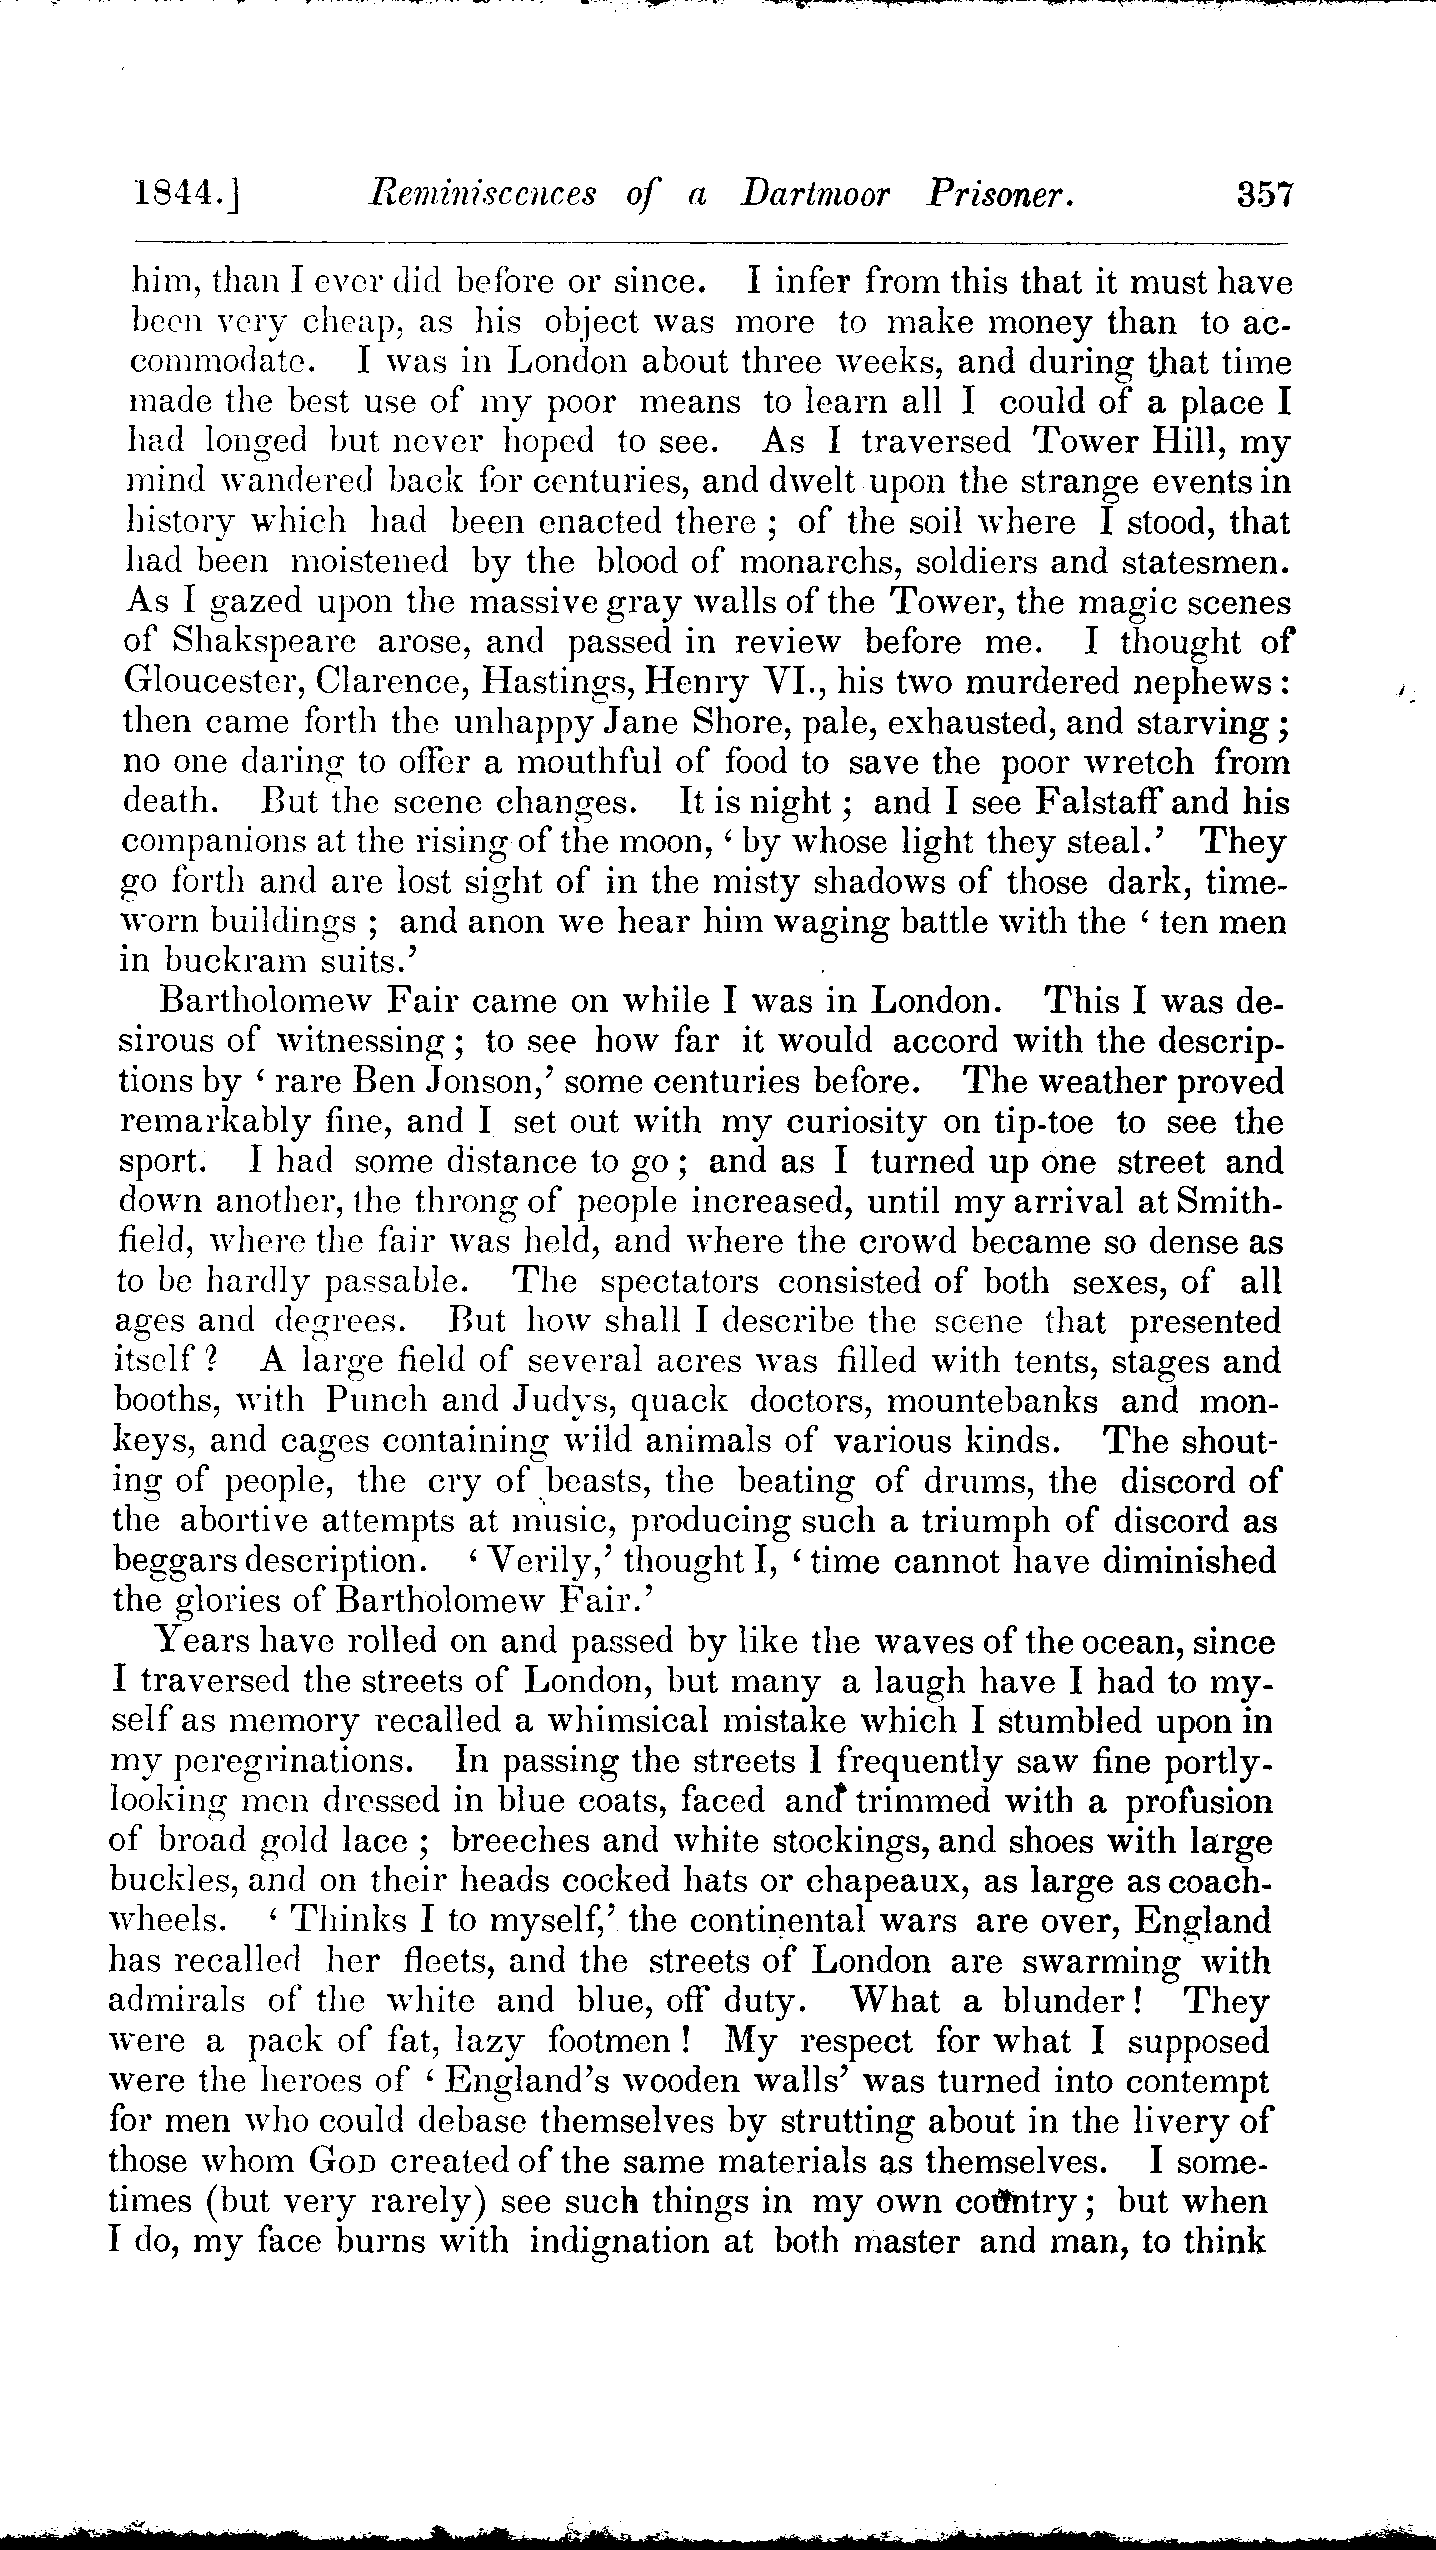 1844.] Reminiscences of a Dartmoor Prisoner. 357
him, than I ever did before or since. I infer from this that it must have
been very cheap, as his object was more to make money than to ac-
commodate. I was in London about three weeks, and during that time
made the best use of my poor means to learn all I could of a place I
had longed but never hoped to see. As I traversed Tower Hill, my
mind wandered back for centuries, and dwelt upon the strange events in
history which had been enacted there ; of the soil where I stood, that
had been moistened by the blood of monarchs, soldiers and statesmen.
As I gazed upon the massive gray walls of the Tower, the magic scenes
of Shakspeare arose, and passed in review before me. I thought of
Gloucester, Clarence, Hastings, Henry VI., his two murdered nephews :
then came forth the unhappy Jane Shore, pale, exhausted, and starving ;
no one daring to offer a mouthful of food to save the poor wretch from
death. But the scene changes. It is night ; and I see Falstaff and his
companions at the rising of the moon, ‘ by whose light they steal.’ They
go forth and are lost sight of in the misty shadows of those dark, time-
worn buildings ; and anon we hear him waging battle with the ‘ ten men
in buckram suits.’
Bartholomew Fair came on while I was in London. This I was de-
sirous of witnessing ; to see how far it would accord with the descrip-
tions by ‘ rare Ben Jonson,’ some centuries before. The weather proved
remarkably fine, and I set out with my curiosity on tip-toe to see the
sport. I had some distance to go ; and as I turned up one street and
down another, the throng of people increased, until my arrival at Smith-
field, where the fair was held, and where the crowd became so dense as
to be hardly passable. The spectators consisted of both sexes, of all
ages and degrees. But how shall I describe the scene that presented
itself ? A large field of several acres was filled with tents, stages and
booths, with Punch and Judys, quack doctors, mountebanks and mon-
keys, and cages containing wild animals of various kinds. The shout-
ing of people, the cry of beasts, the beating of drums, the discord of
the abortive attempts at music, producing such a triumph of discord as
beggars description. ‘ Verily,’ thought I, ‘ time cannot have diminished
the glories of Bartholomew Fair.’
Years have rolled on and passed by like the waves of the ocean, since
I traversed the streets of London, but many a laugh have I had to my-
self as memory recalled a whimsical mistake which I stumbled upon in
my peregrinations. In passing the streets I frequently saw fine portly-
looking men dressed in blue coats, faced and trimmed with a profusion
of broad gold lace ; breeches and white stockings, and shoes with large
buckles, and on their heads cocked hats or chapeaux, as large as coach-
wheels. ‘ Thinks I to myself,’ the continental wars are over, England
has recalled her fleets, and the streets of London are swarming with
admirals of the white and blue, off duty. What a blunder ! They
were a pack of fat, lazy footmen ! My respect for what I supposed
were the heroes of ‘ England’s wooden walls’ was turned into contempt
for men who could debase themselves by strutting about in the livery of
those whom GOD created of the same materials as themselves. I some-
times (but very rarely) see such things in my own country ; but when
I do, my face burns with indignation at both master and man, to think